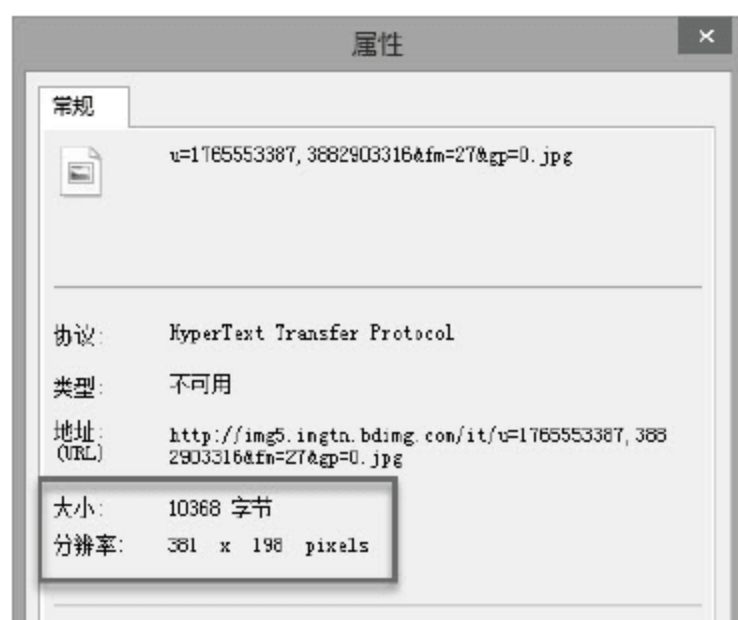 属性
×
常规
u=1765553387,3882903316&fm=27&gp=0.jpg
协议: HyperText Transfer Protocol
类型: 不可用
地址: (URL) http://img5.imgtn.bdimg.com/it/u=1765553387,388
2903316&fm=27&gp=0.jpg
大小: 10368 字节
分辨率: 381 x 198 pixels